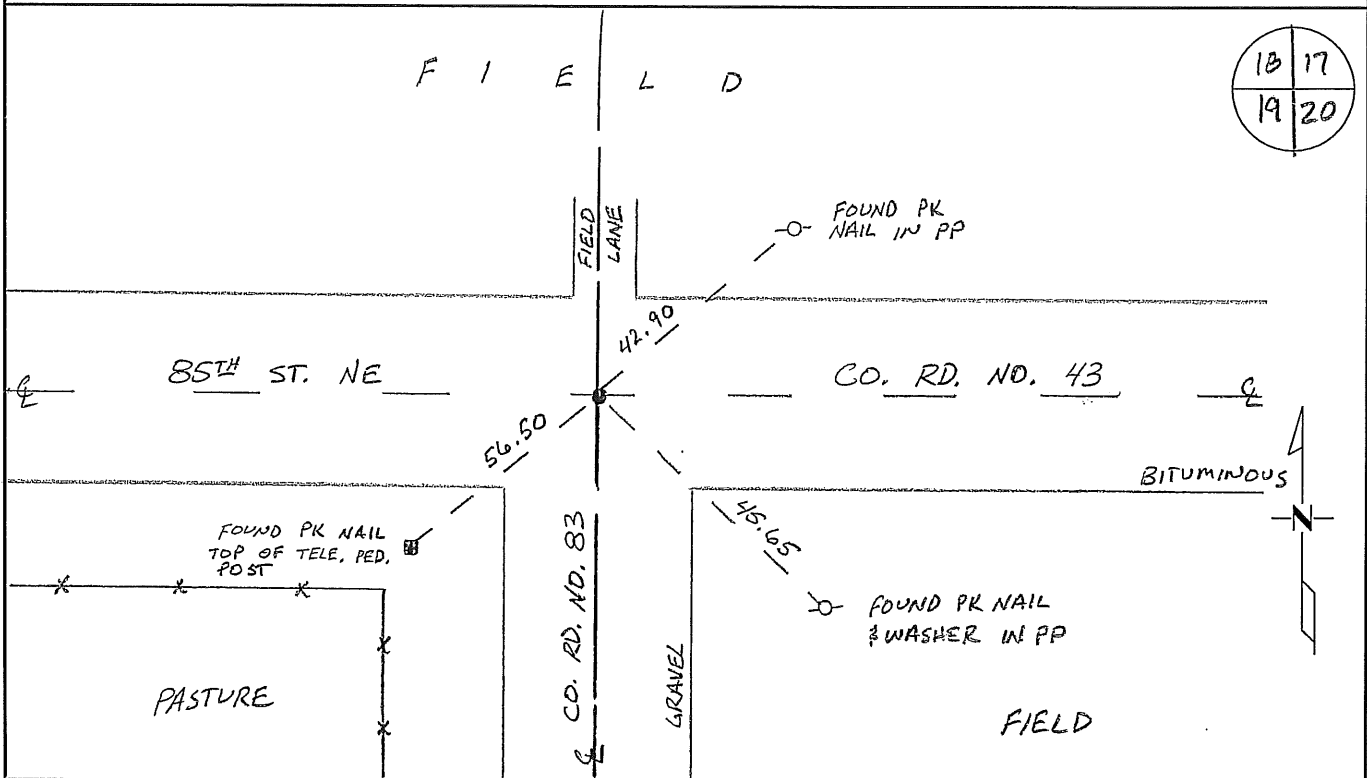 F I E L D
18 17
19 20
FOUND PK
NAIL IN PP
FIELD
LANE
42.90
85TH ST. NE
CO. RD. NO. 43
℄
℄
56.50
BITUMINOUS
N
FOUND PK NAIL
TOP OF TELE. PED.
POST
45.65
CO. RD. NO. 83
℄
FOUND PK NAIL
& WASHER IN PP
GRAVEL
PASTURE
FIELD